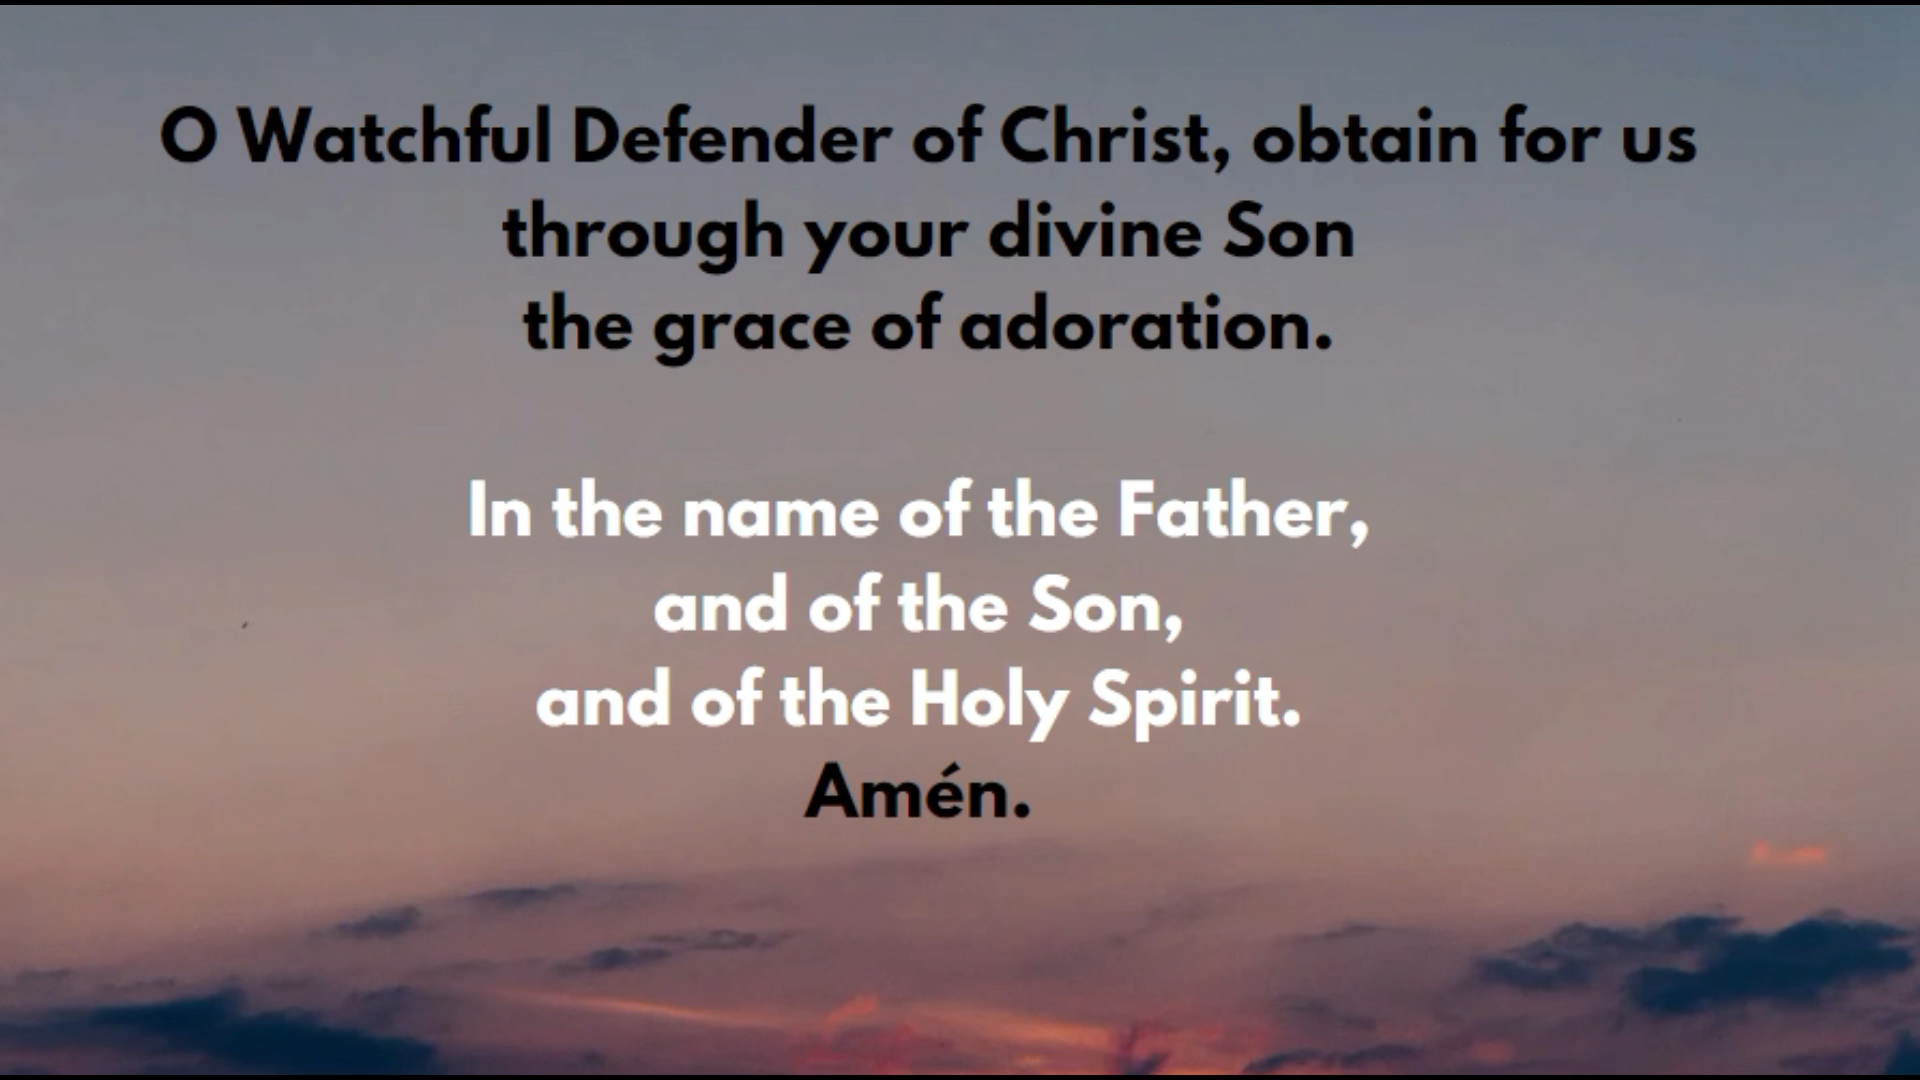 O Watchful Defender of Christ, obtain for us
through your divine Son
the grace of adoration.
In the name of the Father,
and of the Son,
and of the Holy Spirit.
Amén.